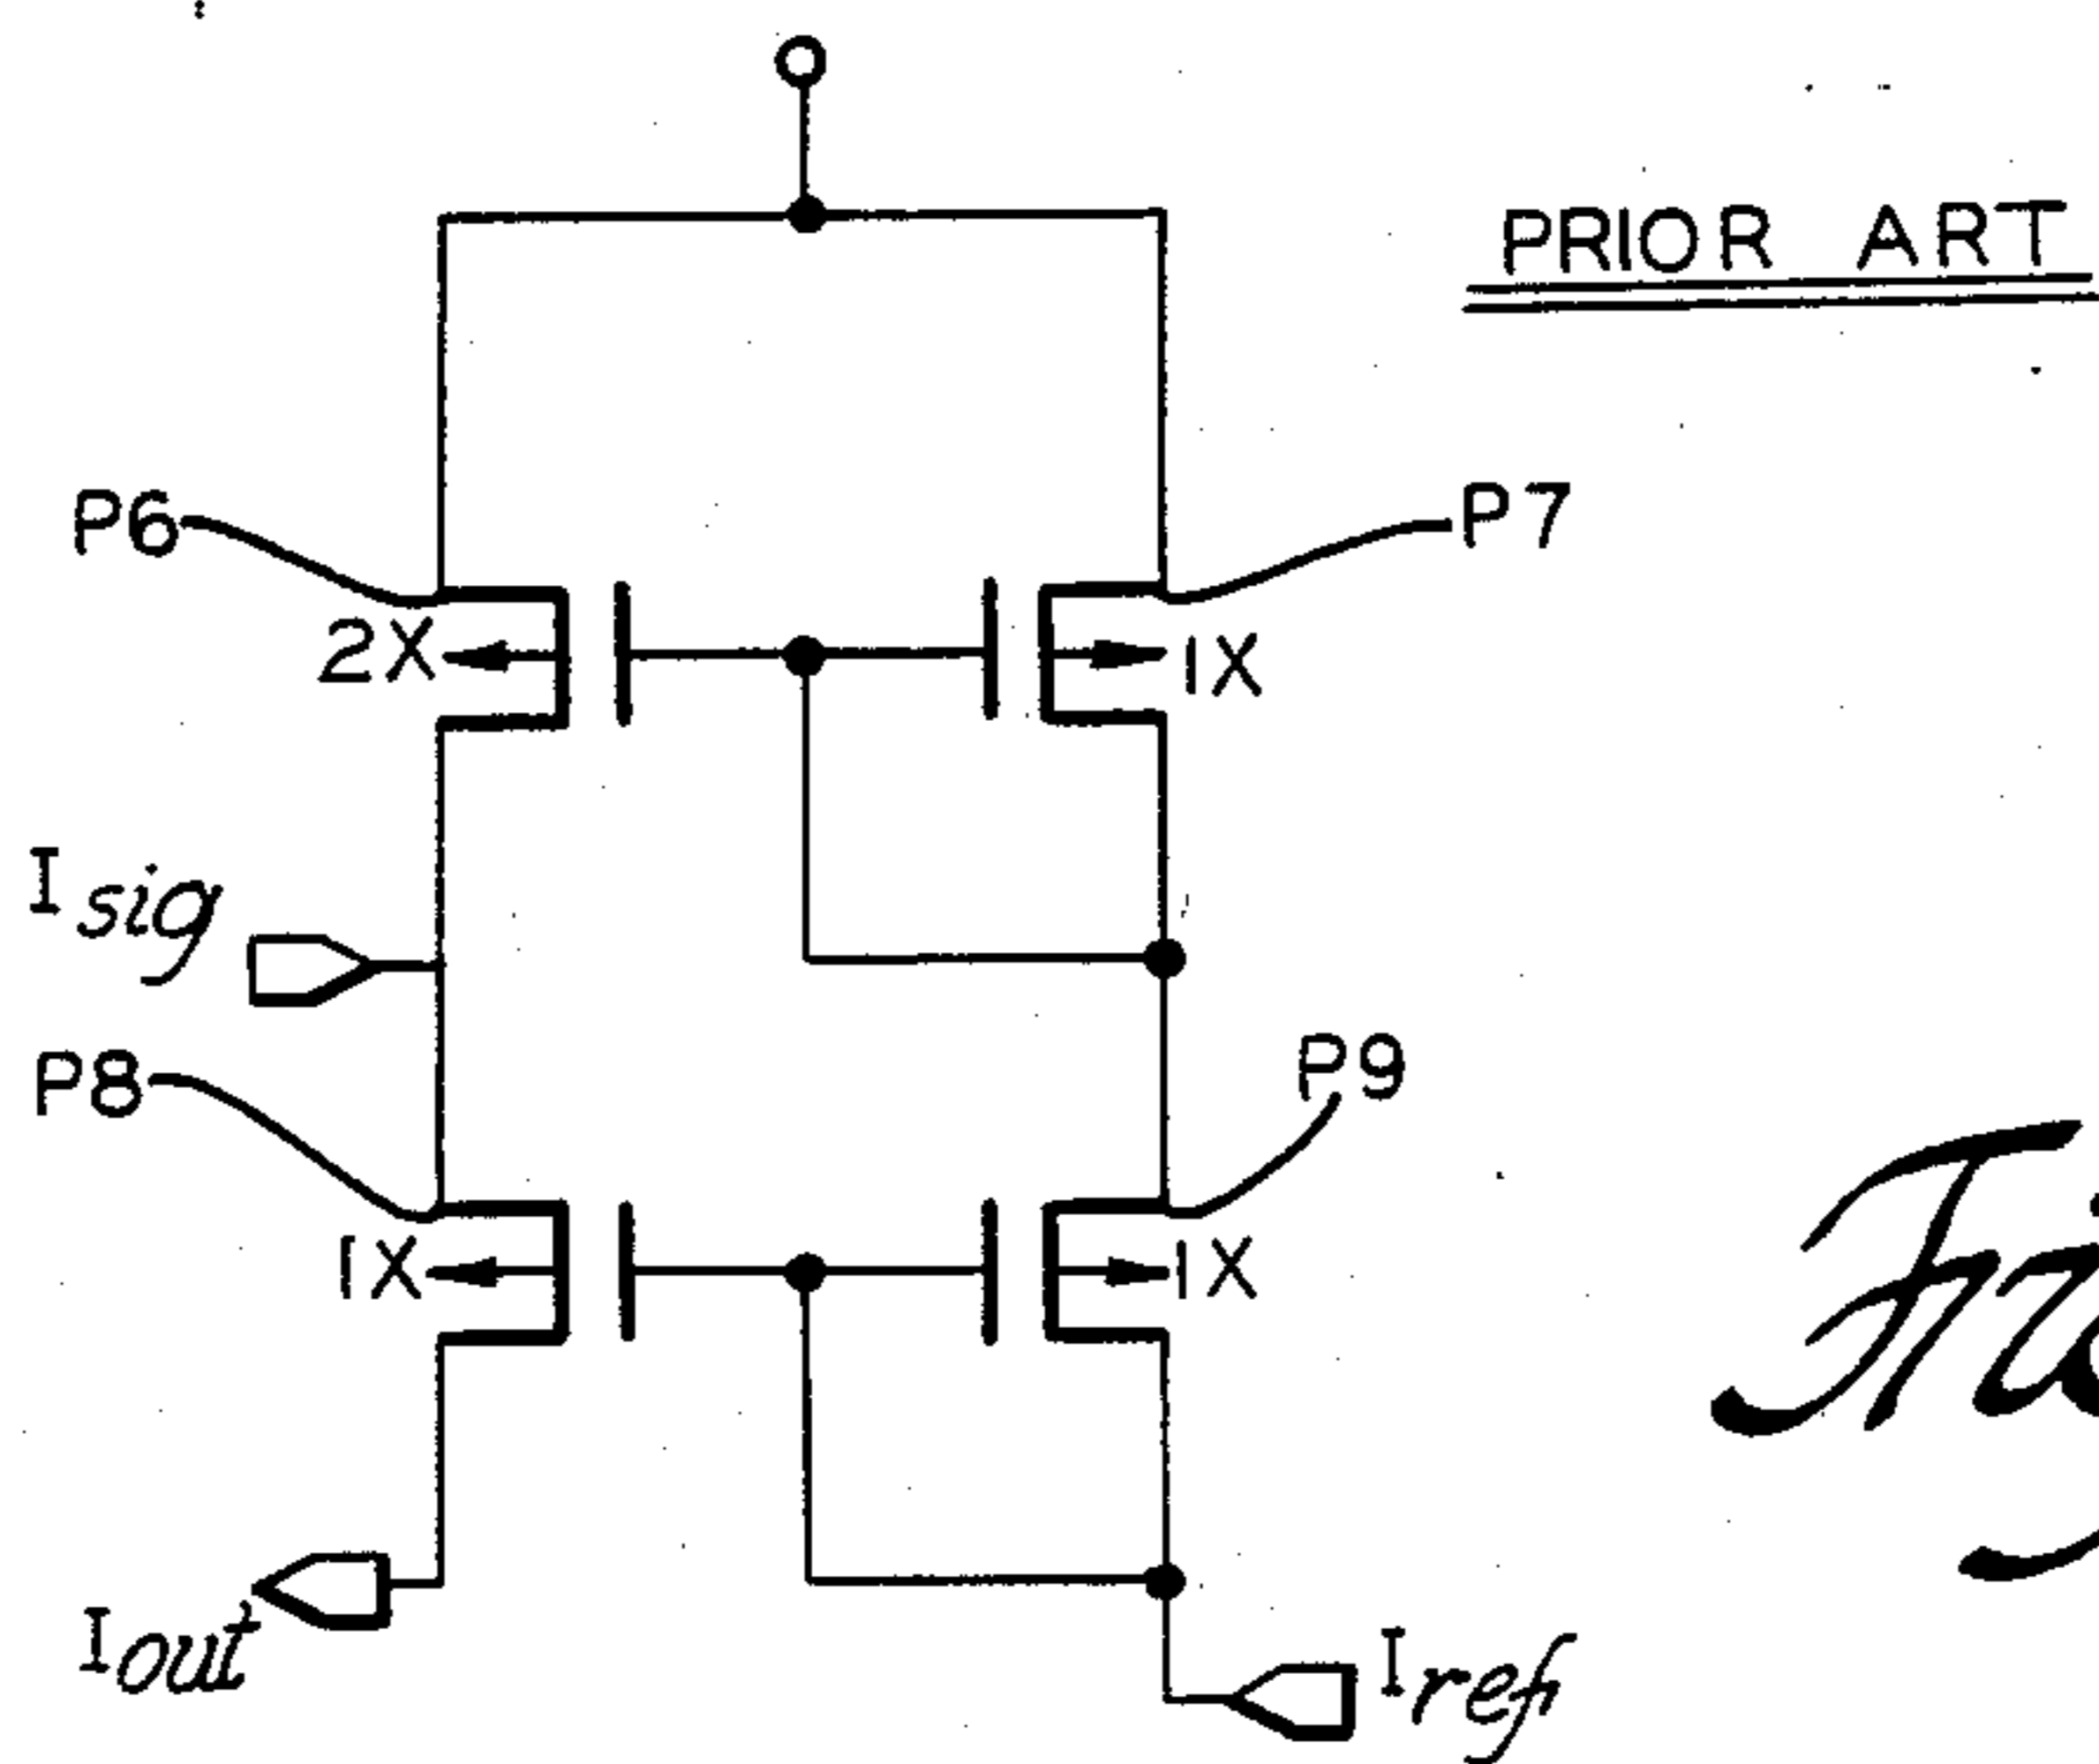 PRIOR ART
P6
P7
2X
1X
Isig
P8
P9
1X
1X
Iout
Iref